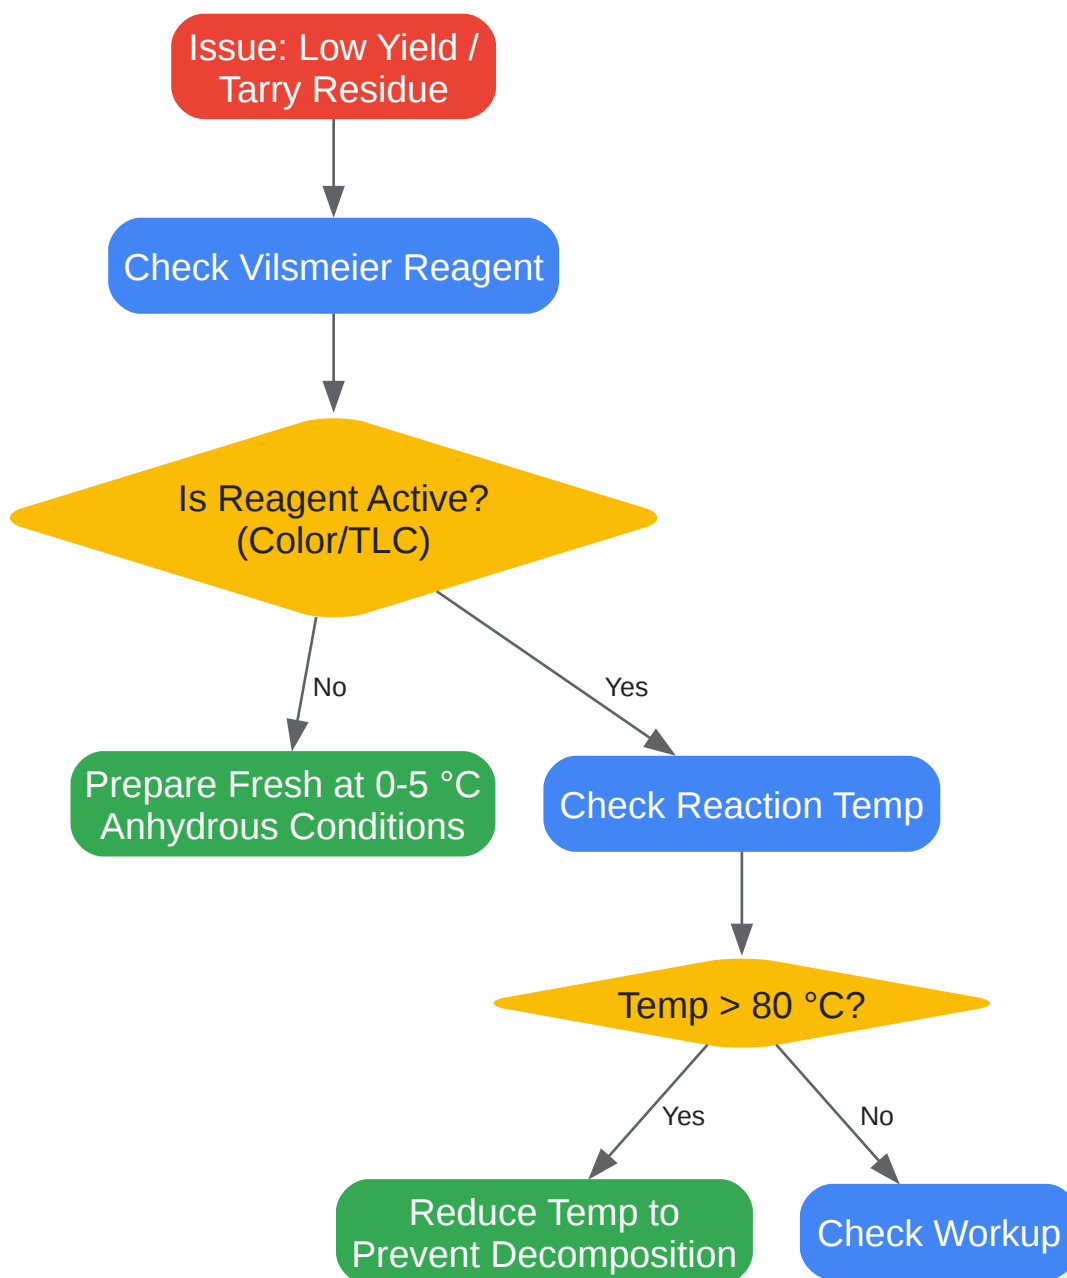 Issue: Low Yield /
Tarry Residue
Check Vilsmeier Reagent
Is Reagent Active?
(Color/TLC)
No
Yes
Prepare Fresh at 0-5 °C
Anhydrous Conditions
Check Reaction Temp
Temp > 80 °C?
Yes
No
Reduce Temp to
Prevent Decomposition
Check Workup